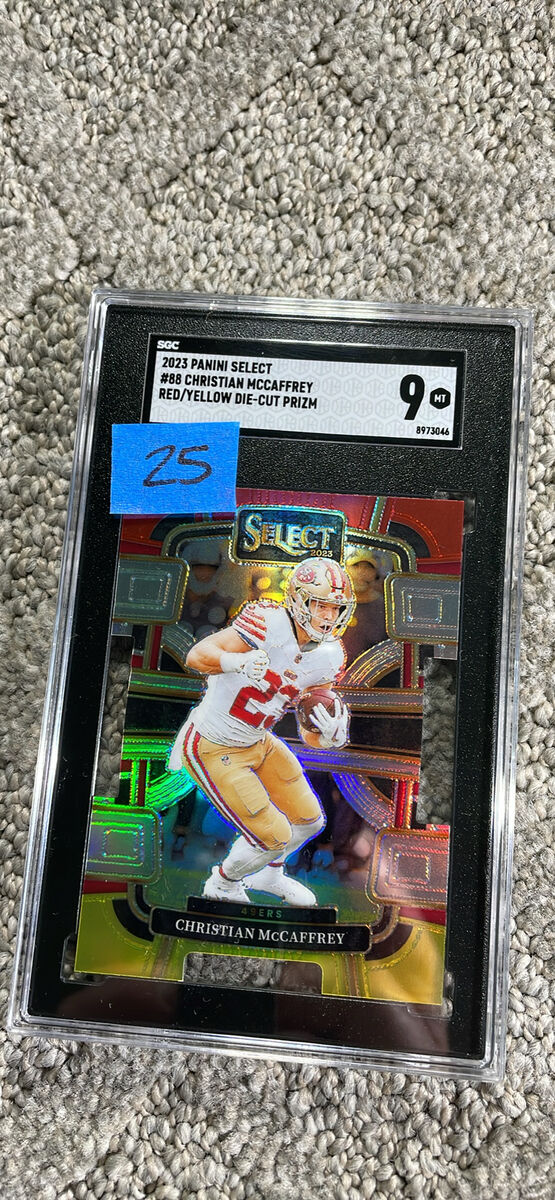 SGC
2023 PANINI SELECT
#88 CHRISTIAN MCCAFFREY
RED/YELLOW DIE-CUT PRIZM
9 MT
8973046
25
SELECT
2023
23
49ERS
CHRISTIAN McCAFFREY